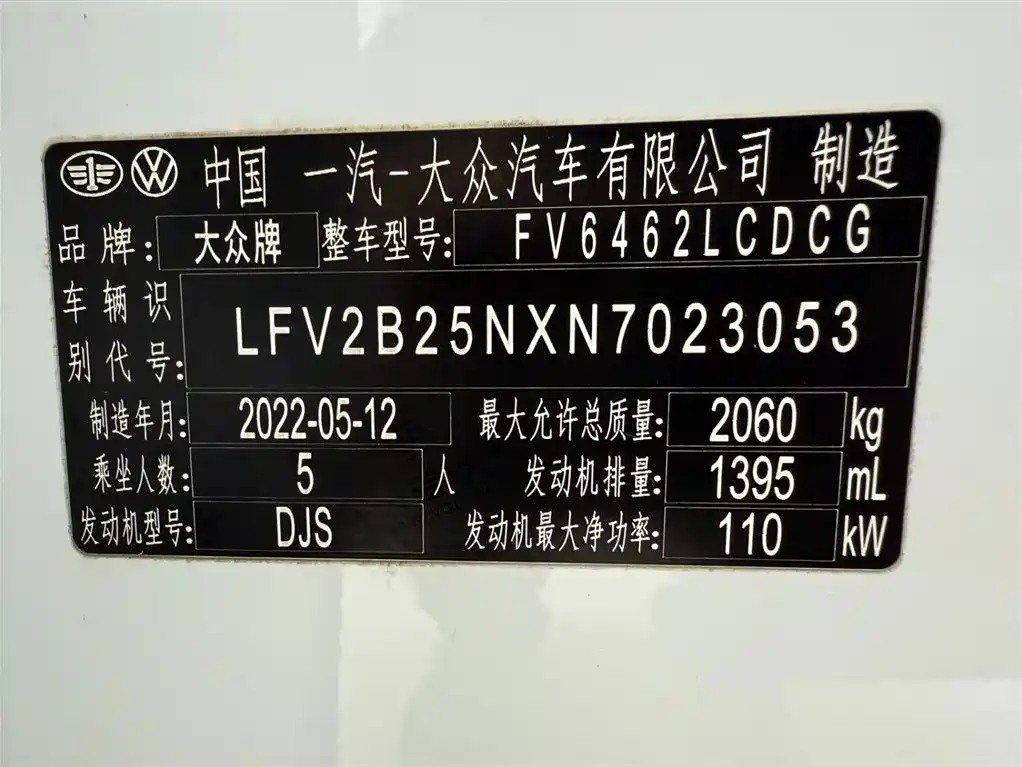 中国 一汽-大众汽车有限公司 制造
品牌: 大众牌 整车型号: FV6462LCDCG
车辆识别代号: LFV2B25NXN7023053
制造年月: 2022-05-12 最大允许总质量: 2060 kg
乘坐人数: 5 人 发动机排量: 1395 mL
发动机型号: DJS 发动机最大净功率: 110 kW